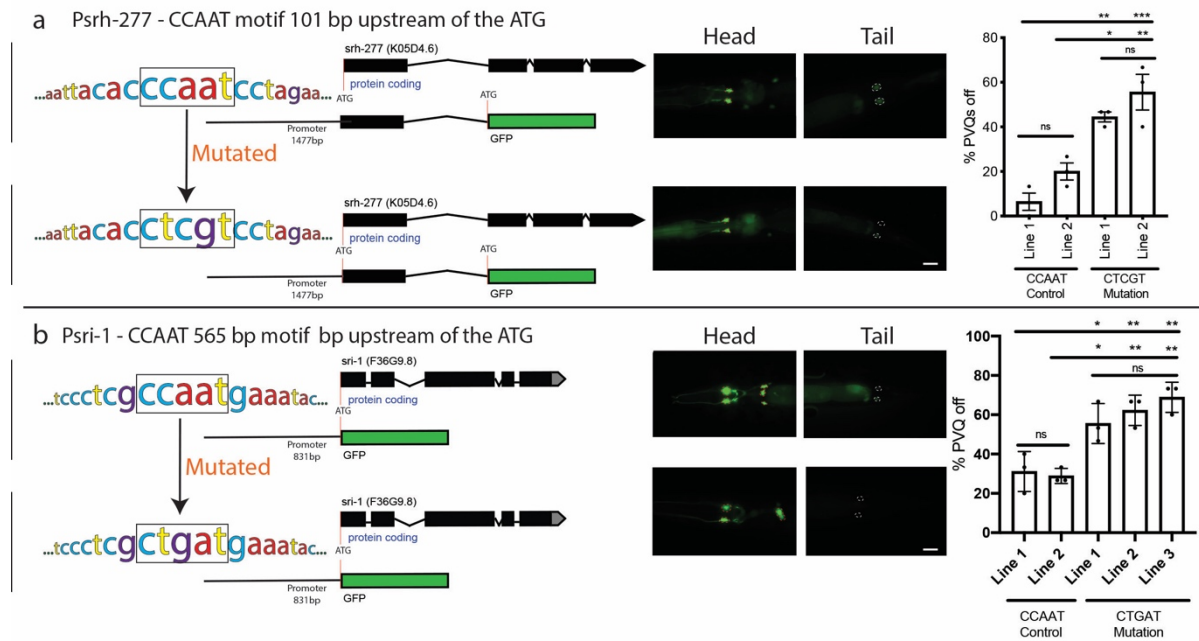 a Psrh-277 - CCAAT motif 101 bp upstream of the ATG
srh-277 (K05D4.6)
...aattacacccaatcctagaa...
protein coding
ATG
ATG
Promoter
1477bp
GFP
Mutated
srh-277 (K05D4.6)
...aattacacctcgtcctagaa...
protein coding
ATG
ATG
Promoter
1477bp
GFP
Head
Tail
% PVQs off
80
60
40
20
0
** ***
* **
ns
ns
Line 1
Line 2
Line 1
Line 2
CCAAT
Control
CTCGT
Mutation
b Psri-1 - CCAAT 565 bp motif bp upstream of the ATG
sri-1 (F36G9.8)
...tccctcgccaatgaaatac...
protein coding
ATG
Promoter
831bp
GFP
Mutated
sri-1 (F36G9.8)
...tccctcgctgatgaaatac...
protein coding
ATG
Promoter
831bp
GFP
Head
Tail
% PVQ off
100
80
60
40
20
0
* ** **
* ** **
ns
ns
Line 1
Line 2
Line 1
Line 2
Line 3
CCAAT
Control
CTGAT
Mutation